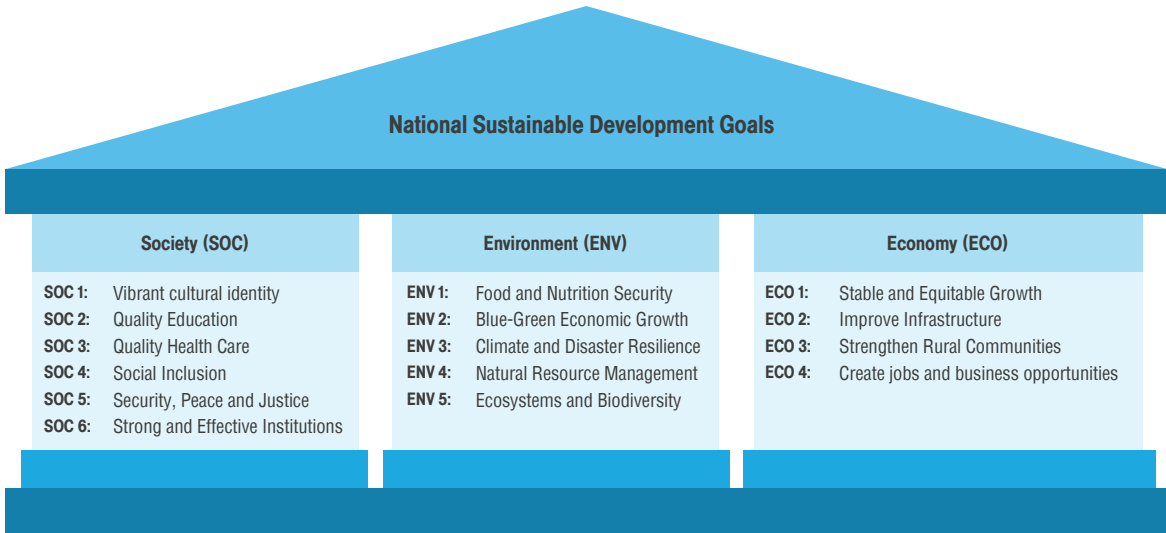 National Sustainable Development Goals
Society (SOC)
SOC 1: Vibrant cultural identity
SOC 2: Quality Education
SOC 3: Quality Health Care
SOC 4: Social Inclusion
SOC 5: Security, Peace and Justice
SOC 6: Strong and Effective Institutions
Environment (ENV)
ENV 1: Food and Nutrition Security
ENV 2: Blue-Green Economic Growth
ENV 3: Climate and Disaster Resilience
ENV 4: Natural Resource Management
ENV 5: Ecosystems and Biodiversity
Economy (ECO)
ECO 1: Stable and Equitable Growth
ECO 2: Improve Infrastructure
ECO 3: Strengthen Rural Communities
ECO 4: Create jobs and business opportunities